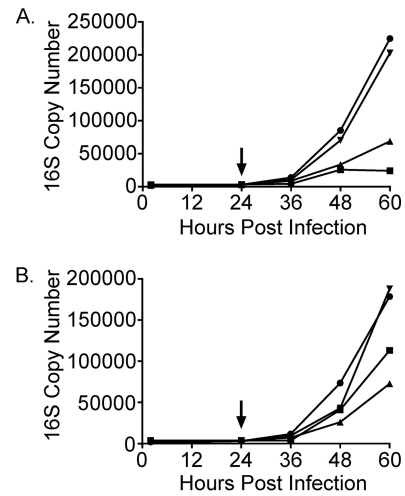 A.
16S Copy Number
250000
200000
150000
100000
50000
0
0 12 24 36 48 60
Hours Post Infection
B.
16S Copy Number
200000
150000
100000
50000
0
0 12 24 36 48 60
Hours Post Infection